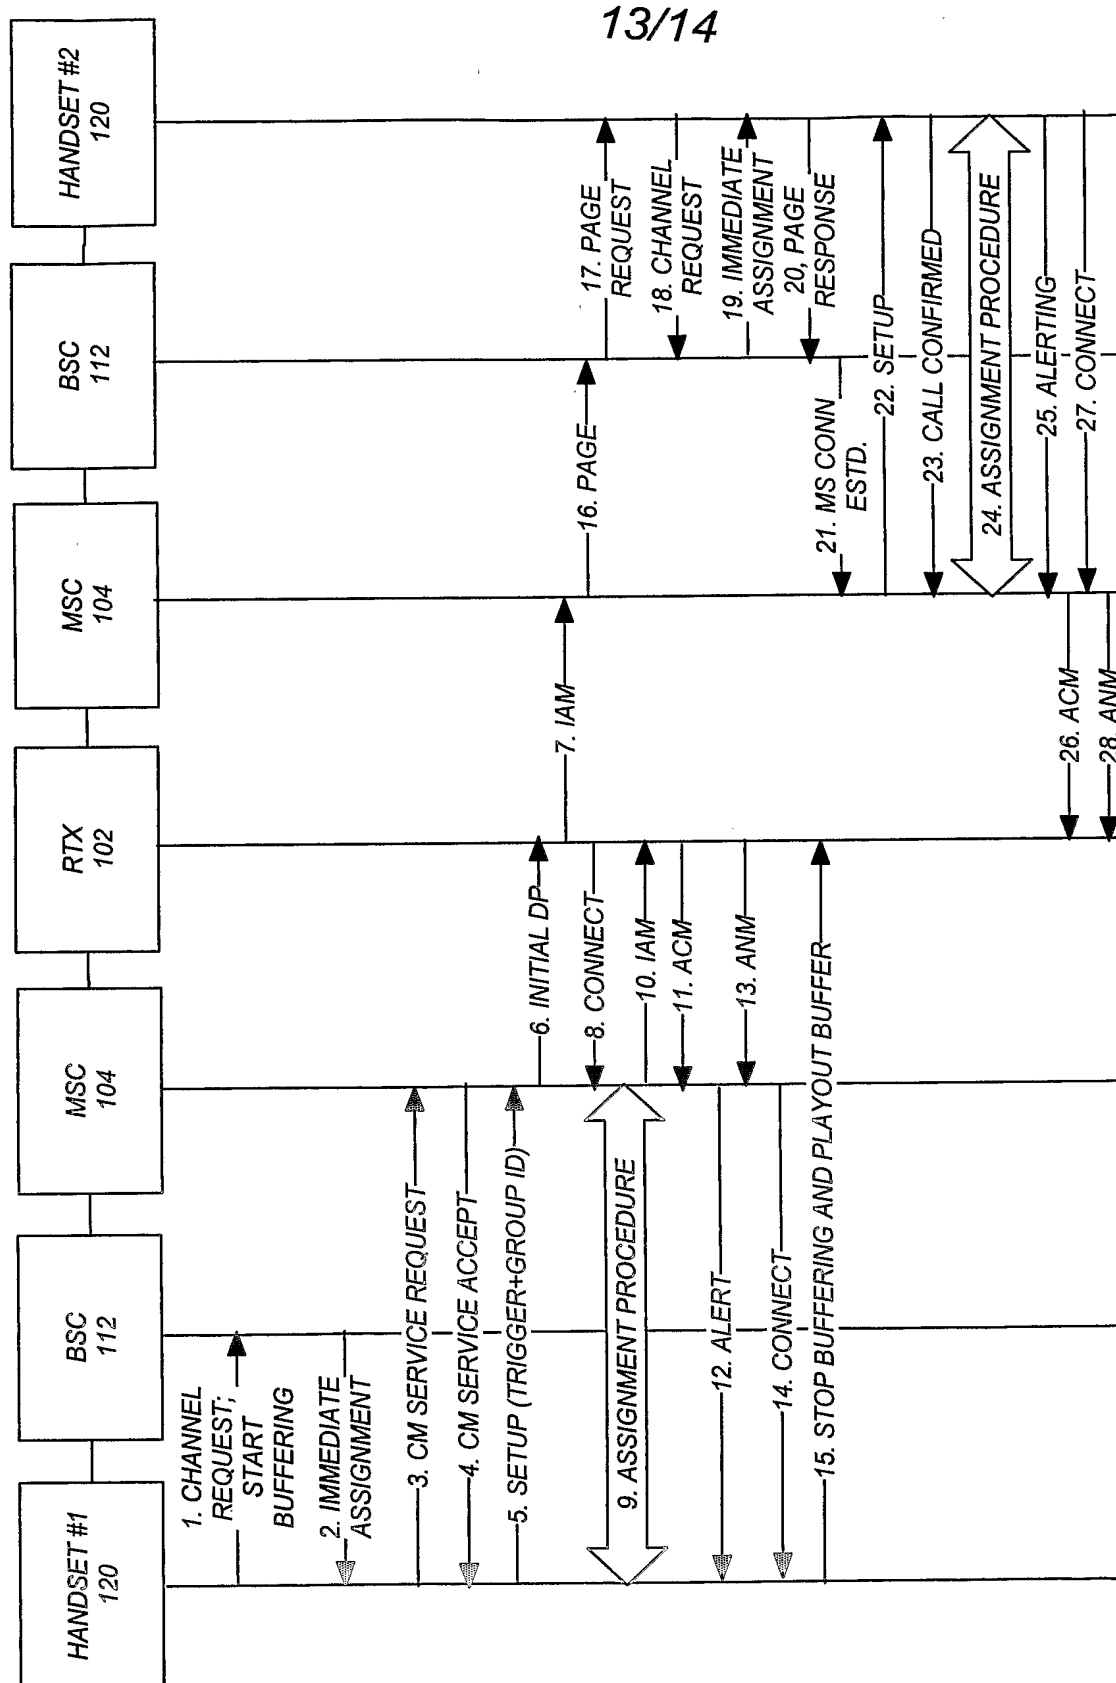 13/14
HANDSET #1
120
BSC
112
MSC
104
RTX
102
MSC
104
BSC
112
HANDSET #2
120
1. CHANNEL
REQUEST;
START
BUFFERING
2. IMMEDIATE
ASSIGNMENT
3. CM SERVICE REQUEST
4. CM SERVICE ACCEPT
5. SETUP (TRIGGER+GROUP ID)
6. INITIAL DP
7. IAM
8. CONNECT
9. ASSIGNMENT PROCEDURE
10. IAM
11. ACM
12. ALERT
13. ANM
14. CONNECT
15. STOP BUFFERING AND PLAYOUT BUFFER
16. PAGE
17. PAGE
REQUEST
18. CHANNEL
REQUEST
19. IMMEDIATE
ASSIGNMENT
20, PAGE
RESPONSE
21. MS CONN
ESTD.
22. SETUP
23. CALL CONFIRMED
24. ASSIGNMENT PROCEDURE
25. ALERTING
26. ACM
27. CONNECT
28. ANM